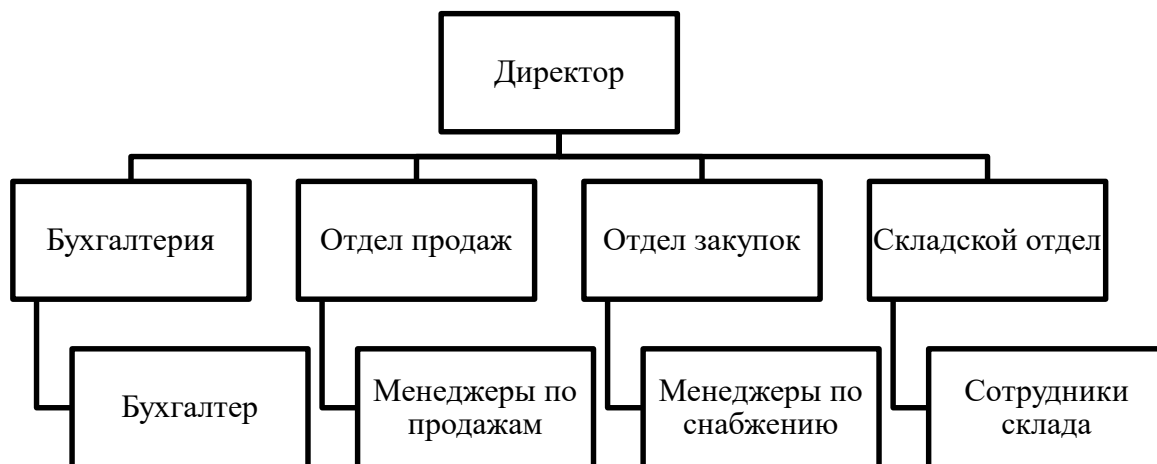 Директор
Бухгалтерия
Отдел продаж
Отдел закупок
Складской отдел
Бухгалтер
Менеджеры по
продажам
Менеджеры по
снабжению
Сотрудники
склада